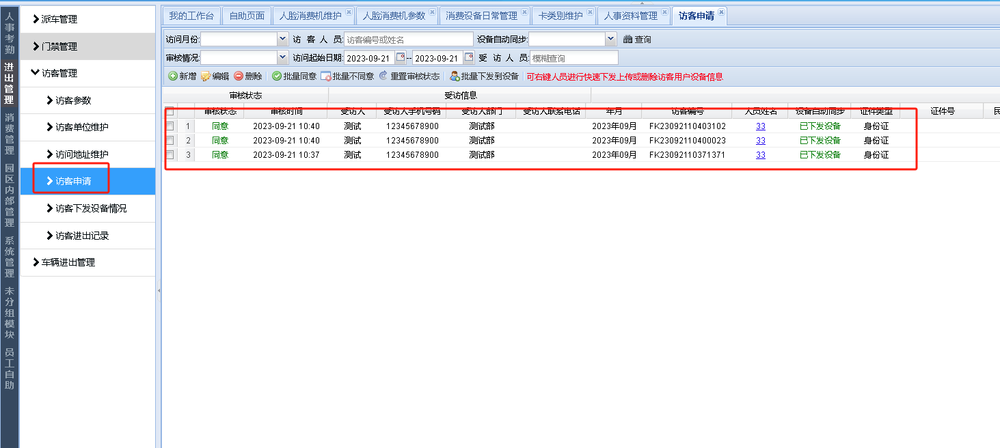 人事考勤
进出管理
消费管理
园区内部管理
系统管理
未分组模块
员工自助
派车管理
门禁管理
访客管理
访客参数
访客单位维护
访问地址维护
访客申请
访客下发设备情况
访客进出记录
车辆进出管理
我的工作台 自助页面 人脸消费机维护 人脸消费机参数 消费设备日常管理 卡类别维护 人事资料管理 访客申请
访问月份: 访 客 人 员: 访客编号或姓名 设备自动同步: 查询
审核情况: 访问起始日期: 2023-09-21 -- 2023-09-21 受 访 人 员: 模糊查询
新增 编辑 删除 批量同意 批量不同意 重置审核状态 批量下发到设备 可右键人员进行快速下发上传或删除访客用户设备信息
审核状态 受访信息
审核状态 审核时间 受访人 受访人手机号码 受访人部门 受访人联系电话 年月 访客编号 人员姓名 设备自动同步 证件类型 证件号 民
1 同意 2023-09-21 10:40 测试 12345678900 测试部 2023年09月 FK23092110403102 33 已下发设备 身份证
2 同意 2023-09-21 10:40 测试 12345678900 测试部 2023年09月 FK23092110400023 33 已下发设备 身份证
3 同意 2023-09-21 10:37 测试 12345678900 测试部 2023年09月 FK23092110371371 33 已下发设备 身份证